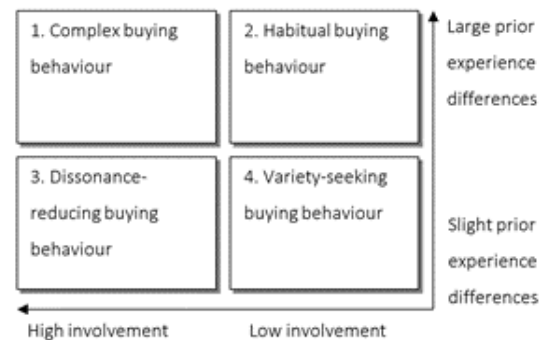 1. Complex buying
behaviour
2. Habitual buying
behaviour
Large prior
experience
differences
3. Dissonance-
reducing buying
behaviour
4. Variety-seeking
buying behaviour
Slight prior
experience
differences
High involvement
Low involvement